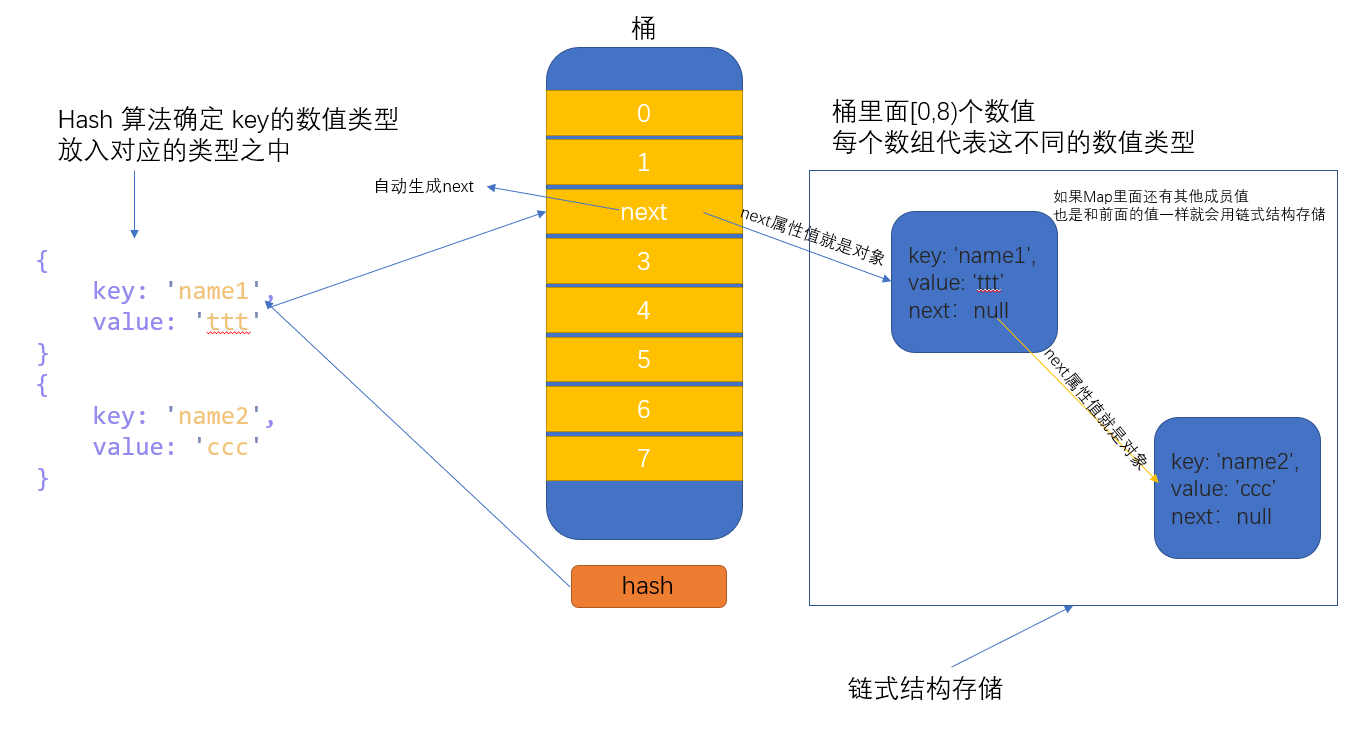 桶
Hash 算法确定 key的数值类型
放入对应的类型之中
{
key: 'name1',
value: 'ttt'
}
{
key: 'name2',
value: 'ccc'
}
自动生成next
0
1
next
3
4
5
6
7
hash
next属性值就是对象
桶里面[0,8)个数值
每个数组代表这不同的数值类型
如果Map里面还有其他成员值
也是和前面的值一样就会用链式结构存储
key: 'name1',
value: 'ttt'
next： null
next属性值就是对象
key: 'name2',
value: 'ccc'
next： null
链式结构存储